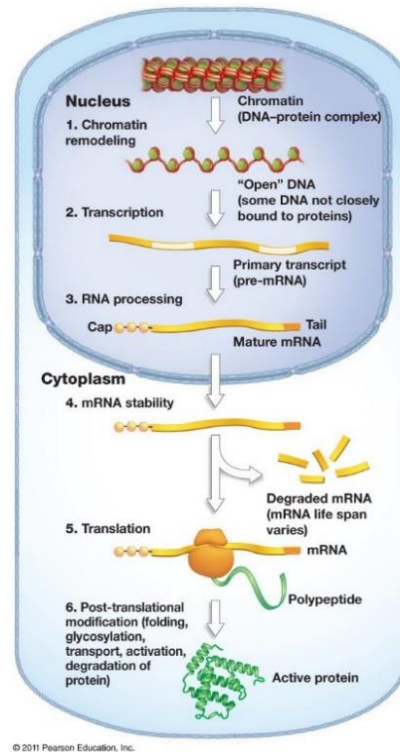 Nucleus
Chromatin
(DNA–protein complex)
1. Chromatin
remodeling
"Open" DNA
(some DNA not closely
bound to proteins)
2. Transcription
Primary transcript
(pre-mRNA)
3. RNA processing
Cap
Tail
Mature mRNA
Cytoplasm
4. mRNA stability
Degraded mRNA
(mRNA life span
varies)
5. Translation
mRNA
Polypeptide
6. Post-translational
modification (folding,
glycosylation,
transport, activation,
degradation of
protein)
Active protein
© 2011 Pearson Education, Inc.